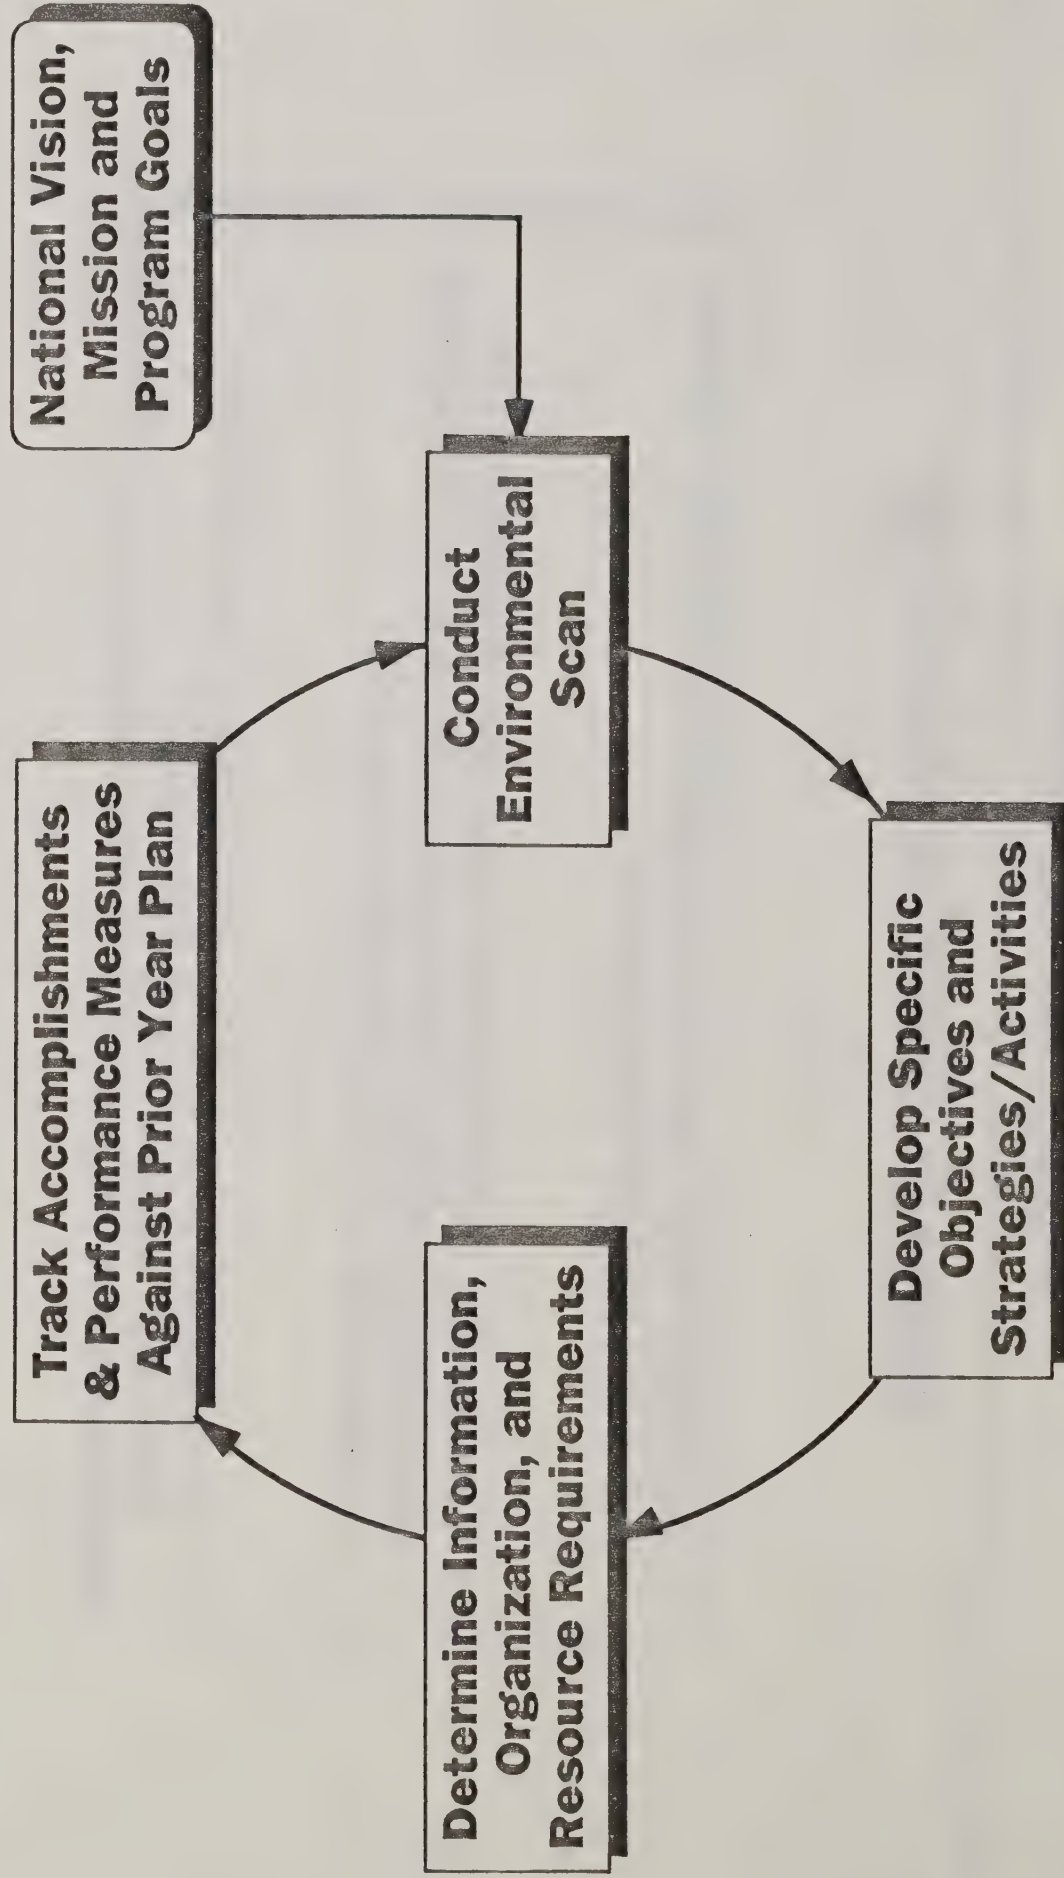 National Vision,
Mission and
Program Goals
Track Accomplishments
& Performance Measures
Against Prior Year Plan
Conduct
Environmental
Scan
Develop Specific
Objectives and
Strategies/Activities
Determine Information,
Organization, and
Resource Requirements